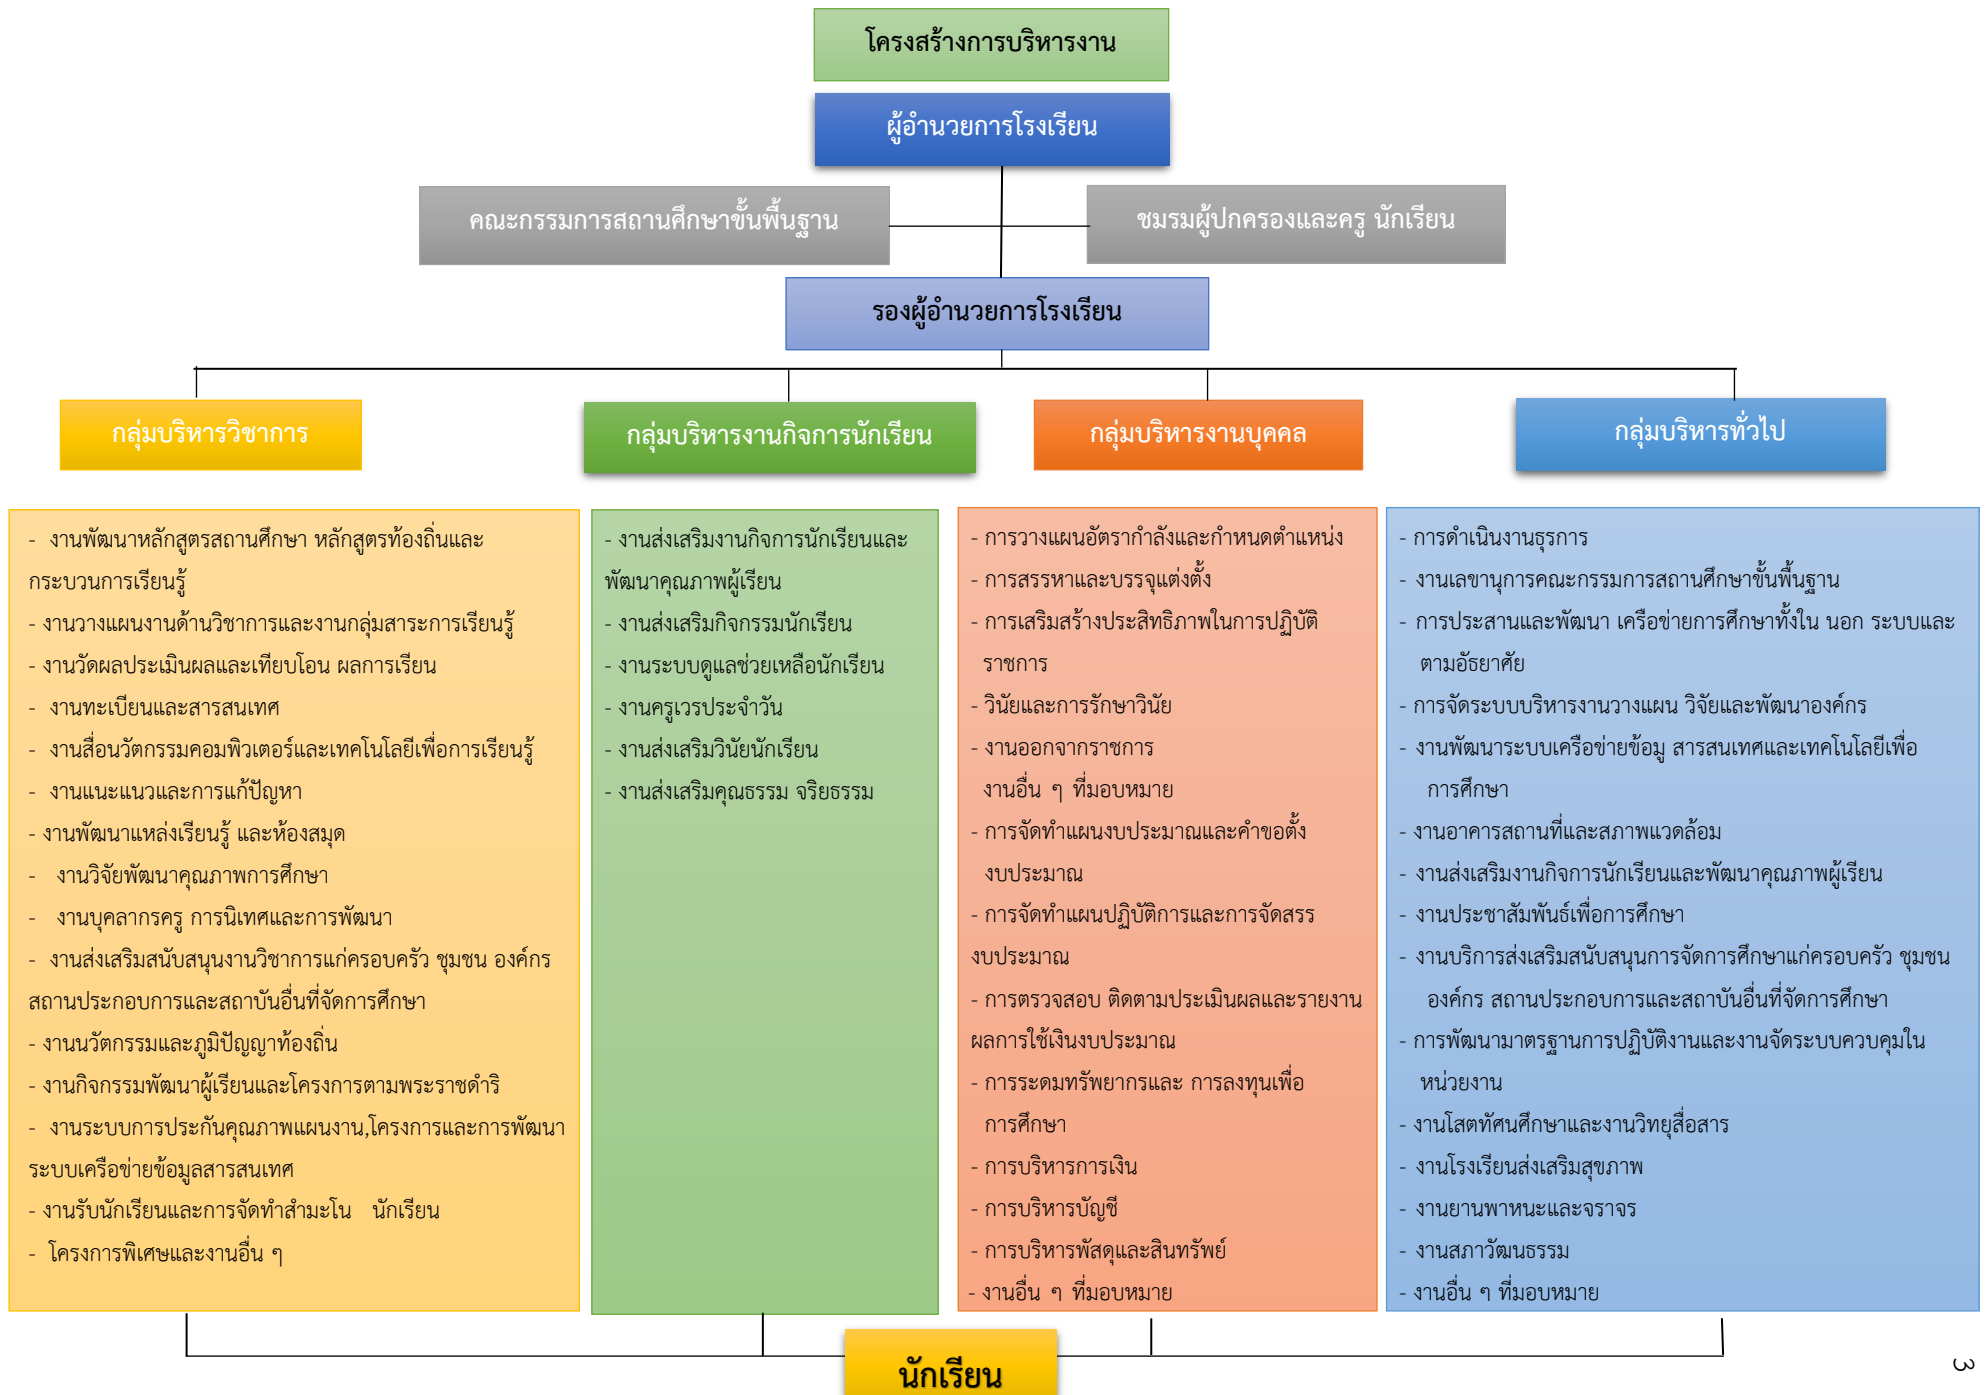 โครงสร้างการบริหารงาน
ผู้อำนวยการโรงเรียน
คณะกรรมการสถานศึกษาขั้นพื้นฐาน
ชมรมผู้ปกครองและครู นักเรียน
รองผู้อำนวยการโรงเรียน
กลุ่มบริหารวิชาการ
กลุ่มบริหารงานกิจการนักเรียน
กลุ่มบริหารงานบุคคล
กลุ่มบริหารทั่วไป
- งานพัฒนาหลักสูตรสถานศึกษา หลักสูตรท้องถิ่นและ
กระบวนการเรียนรู้
- งานวางแผนงานด้านวิชาการและงานกลุ่มสาระการเรียนรู้
- งานวัดผลประเมินผลและเทียบโอน ผลการเรียน
- งานทะเบียนและสารสนเทศ
- งานสื่อนวัตกรรมคอมพิวเตอร์และเทคโนโลยีเพื่อการเรียนรู้
- งานแนะแนวและการแก้ปัญหา
- งานพัฒนาแหล่งเรียนรู้ และห้องสมุด
- งานวิจัยพัฒนาคุณภาพการศึกษา
- งานบุคลากรครู การนิเทศและการพัฒนา
- งานส่งเสริมสนับสนุนงานวิชาการแก่ครอบครัว ชุมชน องค์กร
สถานประกอบการและสถาบันอื่นที่จัดการศึกษา
- งานนวัตกรรมและภูมิปัญญาท้องถิ่น
- งานกิจกรรมพัฒนาผู้เรียนและโครงการตามพระราชดำริ
- งานระบบการประกันคุณภาพแผนงาน,โครงการและการพัฒนา
ระบบเครือข่ายข้อมูลสารสนเทศ
- งานรับนักเรียนและการจัดทำสำมะโน นักเรียน
- โครงการพิเศษและงานอื่น ๆ
- งานส่งเสริมงานกิจการนักเรียนและ
พัฒนาคุณภาพผู้เรียน
- งานส่งเสริมกิจกรรมนักเรียน
- งานระบบดูแลช่วยเหลือนักเรียน
- งานครูเวรประจำวัน
- งานส่งเสริมวินัยนักเรียน
- งานส่งเสริมคุณธรรม จริยธรรม
- การวางแผนอัตรากำลังและกำหนดตำแหน่ง
- การสรรหาและบรรจุแต่งตั้ง
- การเสริมสร้างประสิทธิภาพในการปฏิบัติ
ราชการ
- วินัยและการรักษาวินัย
- งานออกจากราชการ
งานอื่น ๆ ที่มอบหมาย
- การจัดทำแผนงบประมาณและคำขอตั้ง
งบประมาณ
- การจัดทำแผนปฏิบัติการและการจัดสรร
งบประมาณ
- การตรวจสอบ ติดตามประเมินผลและรายงาน
ผลการใช้เงินงบประมาณ
- การระดมทรัพยากรและ การลงทุนเพื่อ
การศึกษา
- การบริหารการเงิน
- การบริหารบัญชี
- การบริหารพัสดุและสินทรัพย์
- งานอื่น ๆ ที่มอบหมาย
- การดำเนินงานธุรการ
- งานเลขานุการคณะกรรมการสถานศึกษาขั้นพื้นฐาน
- การประสานและพัฒนา เครือข่ายการศึกษาทั้งใน นอก ระบบและ
ตามอัธยาศัย
- การจัดระบบบริหารงานวางแผน วิจัยและพัฒนาองค์กร
- งานพัฒนาระบบเครือข่ายข้อมู สารสนเทศและเทคโนโลยีเพื่อ
การศึกษา
- งานอาคารสถานที่และสภาพแวดล้อม
- งานส่งเสริมงานกิจการนักเรียนและพัฒนาคุณภาพผู้เรียน
- งานประชาสัมพันธ์เพื่อการศึกษา
- งานบริการส่งเสริมสนับสนุนการจัดการศึกษาแก่ครอบครัว ชุมชน
องค์กร สถานประกอบการและสถาบันอื่นที่จัดการศึกษา
- การพัฒนามาตรฐานการปฏิบัติงานและงานจัดระบบควบคุมใน
หน่วยงาน
- งานโสตทัศนศึกษาและงานวิทยุสื่อสาร
- งานโรงเรียนส่งเสริมสุขภาพ
- งานยานพาหนะและจราจร
- งานสภาวัฒนธรรม
- งานอื่น ๆ ที่มอบหมาย
นักเรียน
3